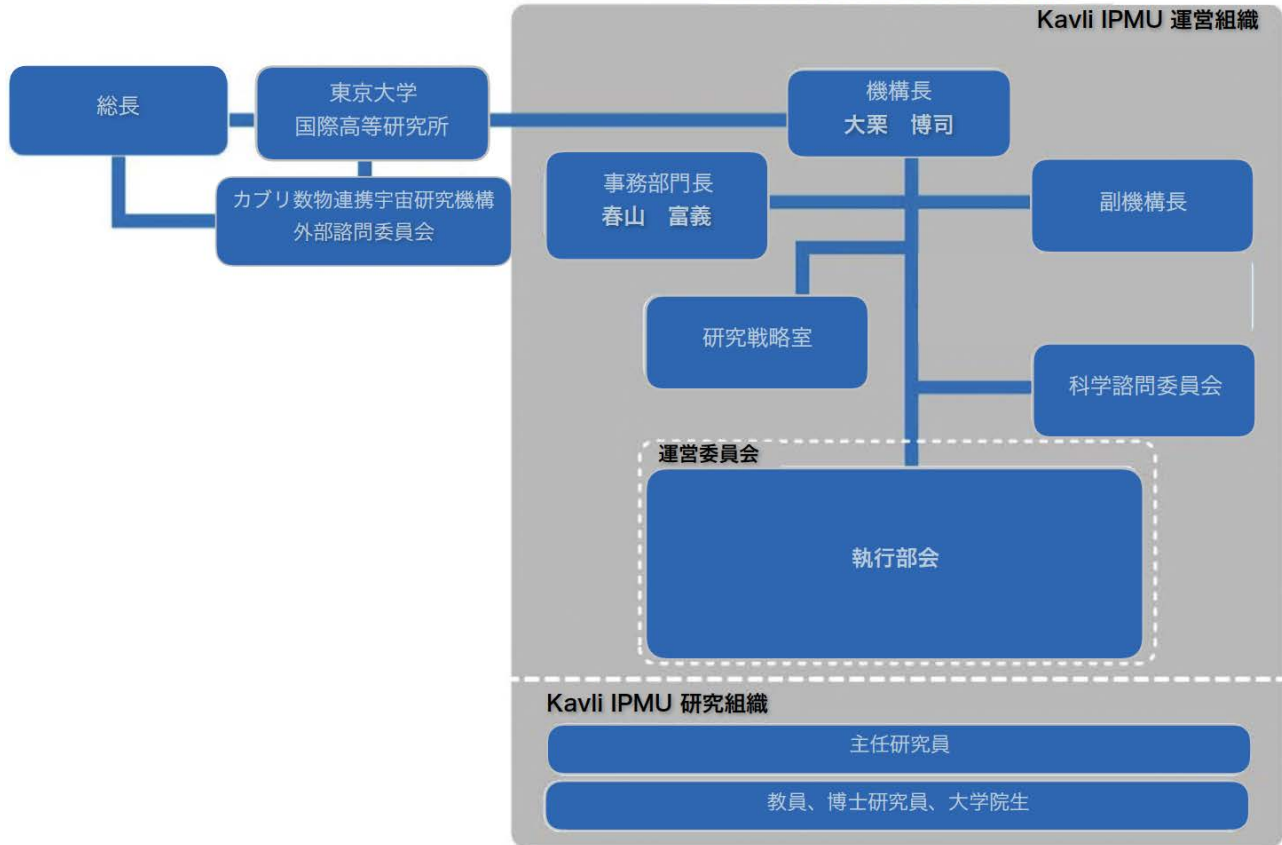 Kavli IPMU 運営組織
総長
東京大学
国際高等研究所
機構長
大栗　博司
カブリ数物連携宇宙研究機構
外部諮問委員会
事務部門長
春山　富義
副機構長
研究戦略室
科学諮問委員会
運営委員会
執行部会
Kavli IPMU 研究組織
主任研究員
教員、博士研究員、大学院生